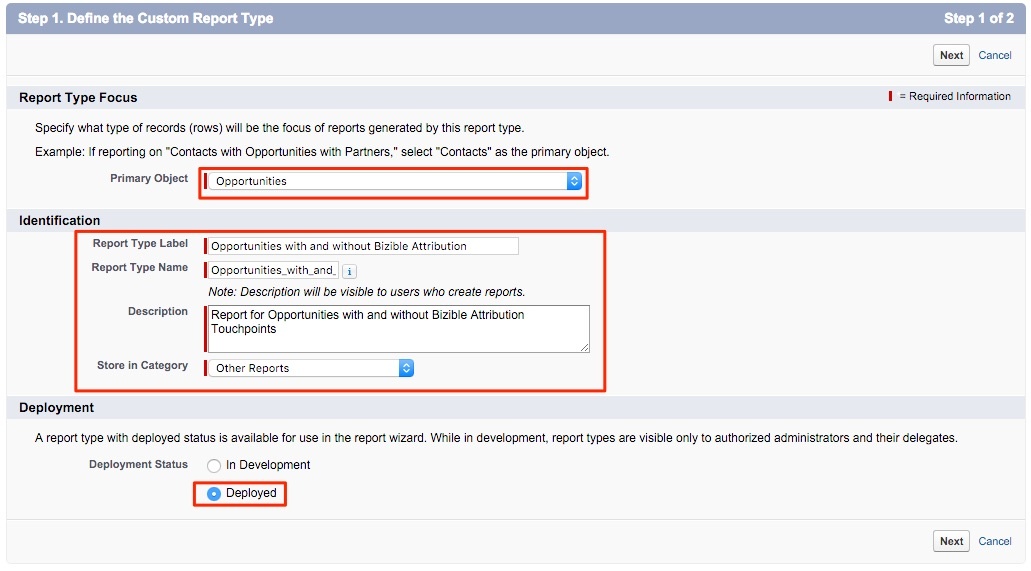 Step 1. Define the Custom Report Type
Step 1 of 2
Next Cancel
Report Type Focus
= Required Information
Specify what type of records (rows) will be the focus of reports generated by this report type.
Example: If reporting on "Contacts with Opportunities with Partners," select "Contacts" as the primary object.
Primary Object Opportunities
Identification
Report Type Label Opportunities with and without Bizible Attribution
Report Type Name Opportunities_with_and_ i
Note: Description will be visible to users who create reports.
Description Report for Opportunities with and without Bizible Attribution
Touchpoints
Store in Category Other Reports
Deployment
A report type with deployed status is available for use in the report wizard. While in development, report types are visible only to authorized administrators and their delegates.
Deployment Status In Development
Deployed
Next Cancel